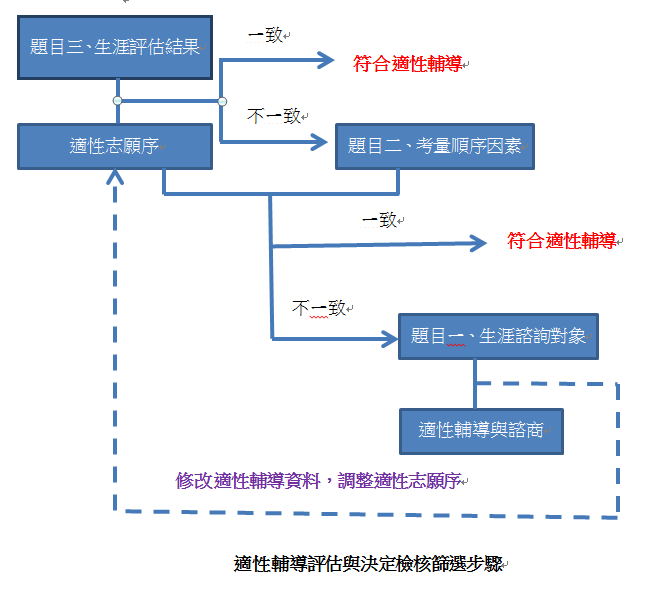 題目三、生涯評估結果
一致
符合適性輔導
不一致
適性志願序
題目二、考量順序因素
一致
符合適性輔導
不一致
題目一、生涯諮詢對象
適性輔導與諮商
修改適性輔導資料，調整適性志願序
適性輔導評估與決定檢核篩選步驟